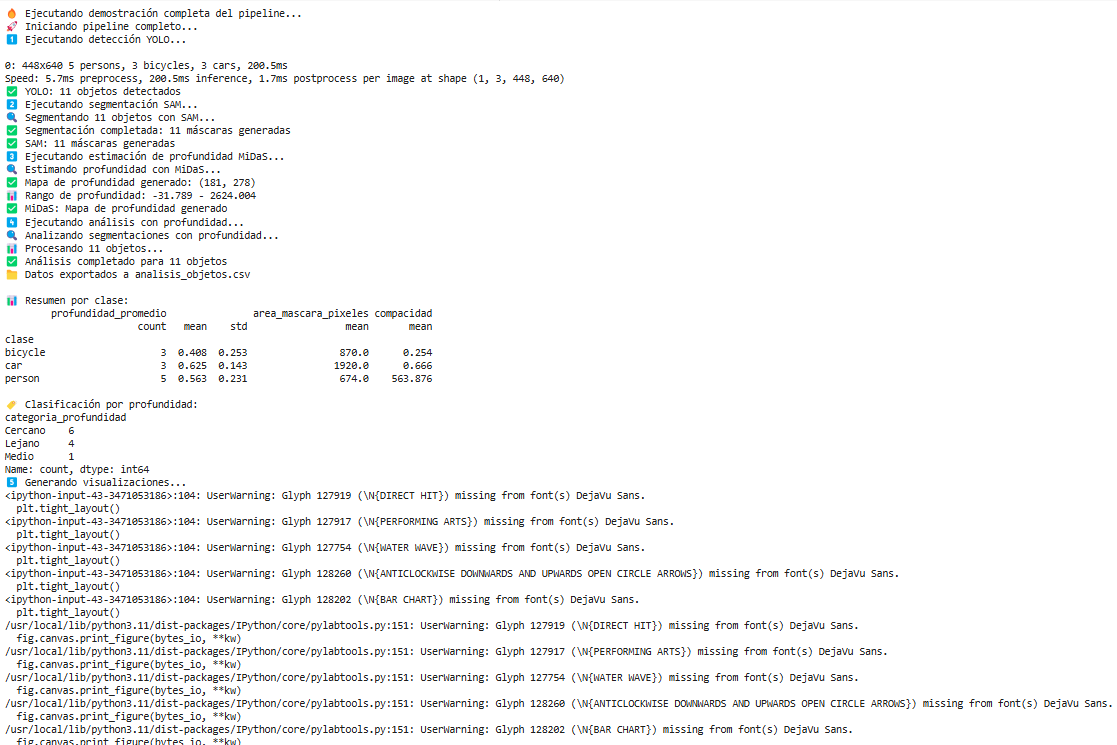 🔥 Ejecutando demostración completa del pipeline...
🚀 Iniciando pipeline completo...
1️⃣ Ejecutando detección YOLO...
0: 448x640 5 persons, 3 bicycles, 3 cars, 200.5ms
Speed: 5.7ms preprocess, 200.5ms inference, 1.7ms postprocess per image at shape (1, 3, 448, 640)
✅ YOLO: 11 objetos detectados
2️⃣ Ejecutando segmentación SAM...
🔍 Segmentando 11 objetos con SAM...
✅ Segmentación completada: 11 máscaras generadas
✅ SAM: 11 máscaras generadas
3️⃣ Ejecutando estimación de profundidad MiDaS...
🔍 Estimando profundidad con MiDaS...
✅ Mapa de profundidad generado: (181, 278)
📊 Rango de profundidad: -31.789 - 2624.004
✅ MiDaS: Mapa de profundidad generado
4️⃣ Ejecutando análisis con profundidad...
🔍 Analizando segmentaciones con profundidad...
📊 Procesando 11 objetos...
✅ Análisis completado para 11 objetos
📁 Datos exportados a analisis_objetos.csv
📊 Resumen por clase:
profundidad_promedio area_mascara_pixeles compacidad
count mean std mean mean
clase
bicycle 3 0.408 0.253 870.0 0.254
car 3 0.625 0.143 1920.0 0.666
person 5 0.563 0.231 674.0 563.876
🏷️ Clasificación por profundidad:
categoria_profundidad
Cercano 6
Lejano 4
Medio 1
Name: count, dtype: int64
5️⃣ Generando visualizaciones...
<ipython-input-43-3471053186>:104: UserWarning: Glyph 127919 (\N{DIRECT HIT}) missing from font(s) DejaVu Sans.
plt.tight_layout()
<ipython-input-43-3471053186>:104: UserWarning: Glyph 127917 (\N{PERFORMING ARTS}) missing from font(s) DejaVu Sans.
plt.tight_layout()
<ipython-input-43-3471053186>:104: UserWarning: Glyph 127754 (\N{WATER WAVE}) missing from font(s) DejaVu Sans.
plt.tight_layout()
<ipython-input-43-3471053186>:104: UserWarning: Glyph 128260 (\N{ANTICLOCKWISE DOWNWARDS AND UPWARDS OPEN CIRCLE ARROWS}) missing from font(s) DejaVu Sans.
plt.tight_layout()
<ipython-input-43-3471053186>:104: UserWarning: Glyph 128202 (\N{BAR CHART}) missing from font(s) DejaVu Sans.
plt.tight_layout()
/usr/local/lib/python3.11/dist-packages/IPython/core/pylabtools.py:151: UserWarning: Glyph 127919 (\N{DIRECT HIT}) missing from font(s) DejaVu Sans.
fig.canvas.print_figure(bytes_io, **kw)
/usr/local/lib/python3.11/dist-packages/IPython/core/pylabtools.py:151: UserWarning: Glyph 127917 (\N{PERFORMING ARTS}) missing from font(s) DejaVu Sans.
fig.canvas.print_figure(bytes_io, **kw)
/usr/local/lib/python3.11/dist-packages/IPython/core/pylabtools.py:151: UserWarning: Glyph 127754 (\N{WATER WAVE}) missing from font(s) DejaVu Sans.
fig.canvas.print_figure(bytes_io, **kw)
/usr/local/lib/python3.11/dist-packages/IPython/core/pylabtools.py:151: UserWarning: Glyph 128260 (\N{ANTICLOCKWISE DOWNWARDS AND UPWARDS OPEN CIRCLE ARROWS}) missing from font(s) DejaVu Sans.
fig.canvas.print_figure(bytes_io, **kw)
/usr/local/lib/python3.11/dist-packages/IPython/core/pylabtools.py:151: UserWarning: Glyph 128202 (\N{BAR CHART}) missing from font(s) DejaVu Sans.
fig.canvas.print_figure(bytes_io, **kw)